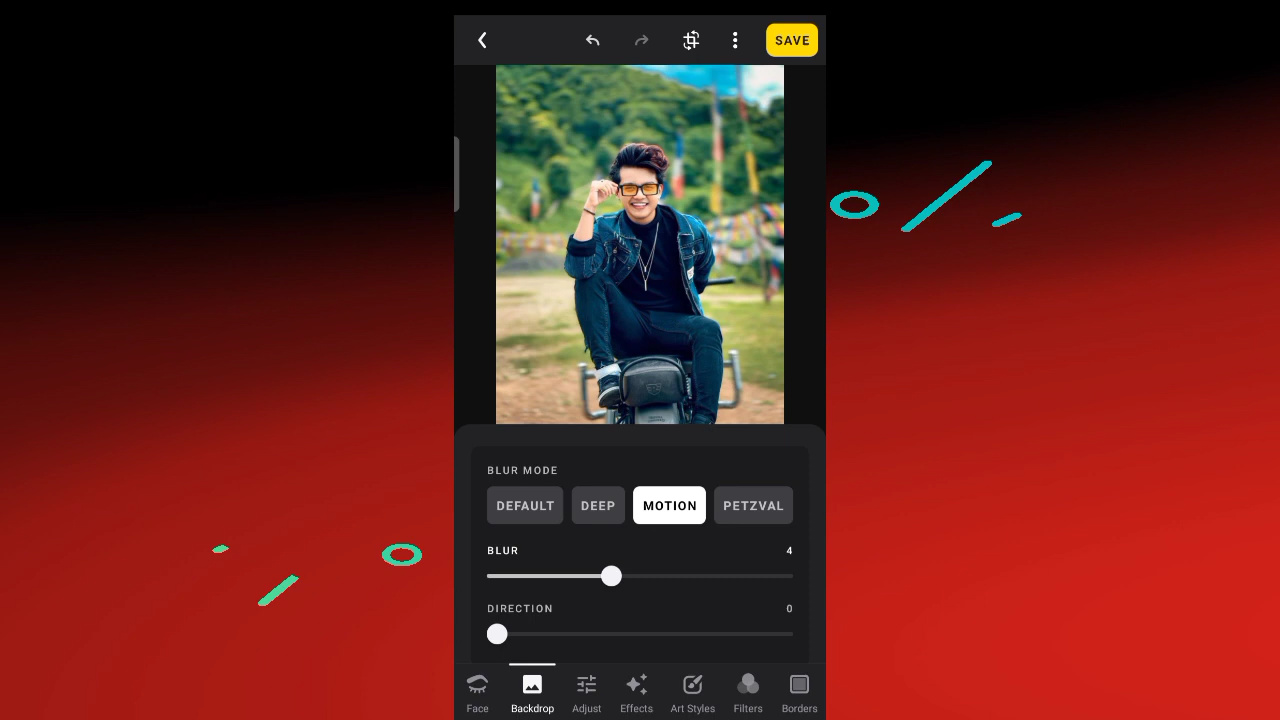 SAVE
BLUR MODE
DEFAULT DEEP MOTION PETZVAL
BLUR 4
DIRECTION 0
Face Backdrop Adjust Effects Art Styles Filters Borders